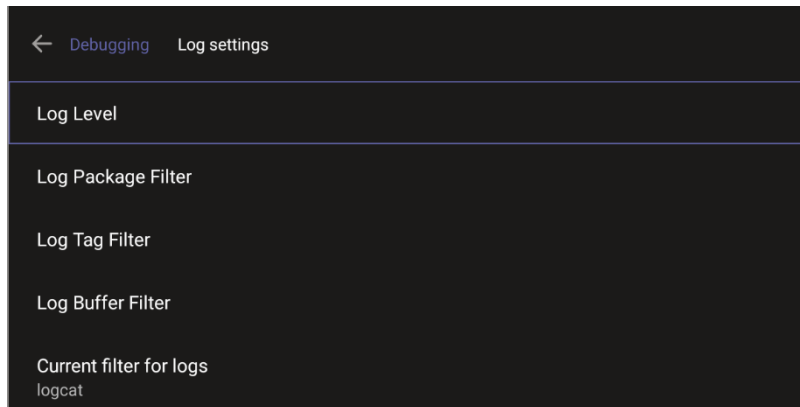 Debugging Log settings
Log Level
Log Package Filter
Log Tag Filter
Log Buffer Filter
Current filter for logs
logcat